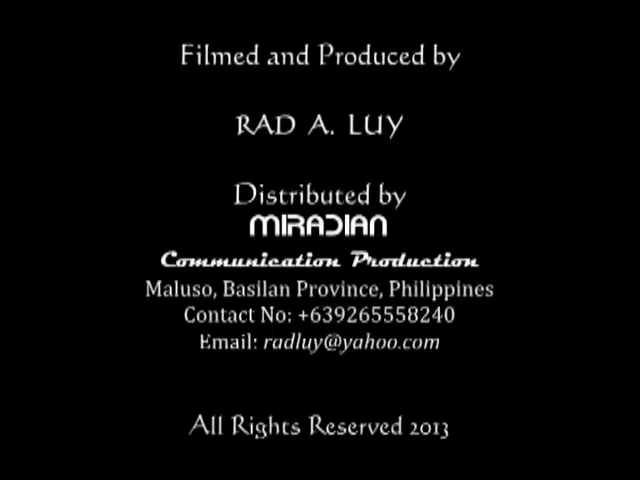 Filmed and Produced by
RAD A. LUY
Distributed by
MIRADIAN
Communication Production
Maluso, Basilan Province, Philippines
Contact No: +639265558240
Email: radluy@yahoo.com
All Rights Reserved 2013